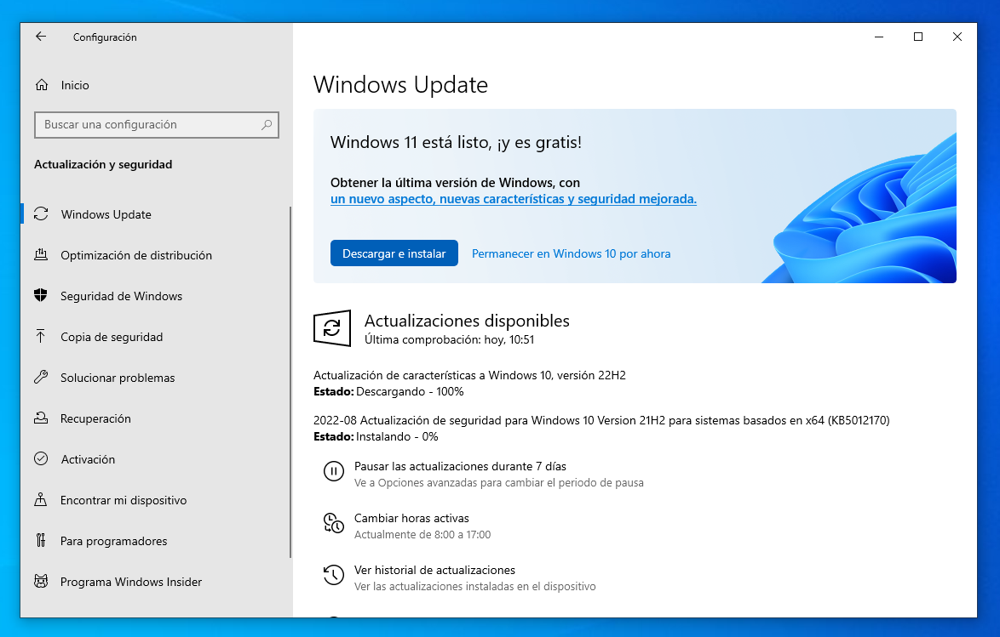 Configuración
Inicio
Buscar una configuración
Actualización y seguridad
Windows Update
Optimización de distribución
Seguridad de Windows
Copia de seguridad
Solucionar problemas
Recuperación
Activación
Encontrar mi dispositivo
Para programadores
Programa Windows Insider
Windows Update
Windows 11 está listo, ¡y es gratis!
Obtener la última versión de Windows, con
un nuevo aspecto, nuevas características y seguridad mejorada.
Descargar e instalar
Permanecer en Windows 10 por ahora
Actualizaciones disponibles
Última comprobación: hoy, 10:51
Actualización de características a Windows 10, versión 22H2
Estado: Descargando - 100%
2022-08 Actualización de seguridad para Windows 10 Version 21H2 para sistemas basados en x64 (KB5012170)
Estado: Instalando - 0%
Pausar las actualizaciones durante 7 días
Ve a Opciones avanzadas para cambiar el periodo de pausa
Cambiar horas activas
Actualmente de 8:00 a 17:00
Ver historial de actualizaciones
Ver las actualizaciones instaladas en el dispositivo